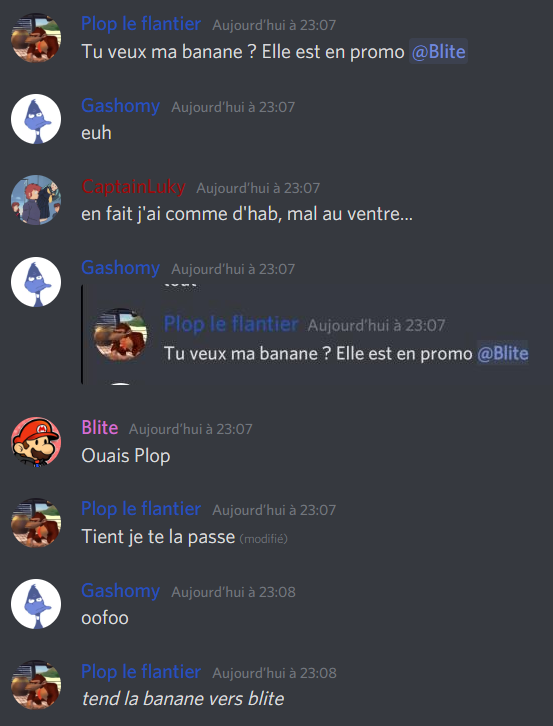 Plop le flantier Aujourd'hui à 23:07
Tu veux ma banane ? Elle est en promo @Blite
Gashomy Aujourd'hui à 23:07
euh
CaptainLuky Aujourd'hui à 23:07
en fait j'ai comme d'hab, mal au ventre...
Gashomy Aujourd'hui à 23:07
Plop le flantier Aujourd'hui à 23:07
Tu veux ma banane ? Elle est en promo @Blite
Blite Aujourd'hui à 23:07
Ouais Plop
Plop le flantier Aujourd'hui à 23:07
Tient je te la passe (modifié)
Gashomy Aujourd'hui à 23:08
oofoo
Plop le flantier Aujourd'hui à 23:08
tend la banane vers blite